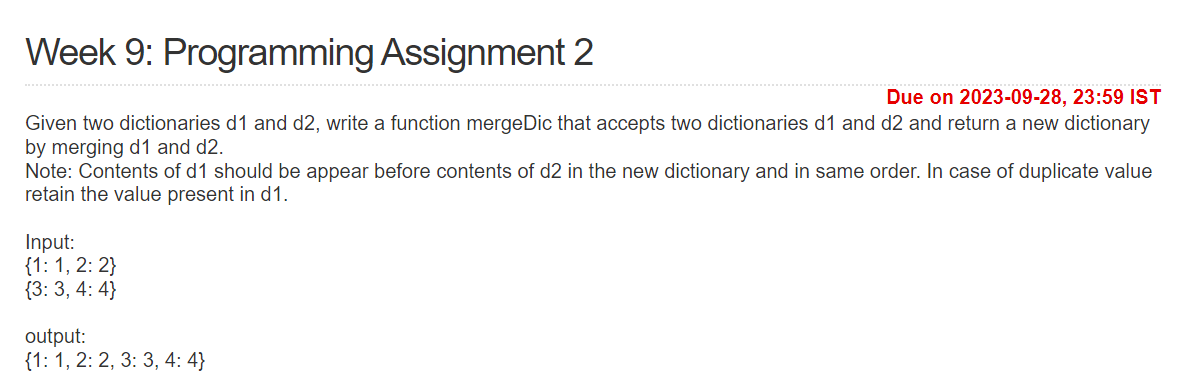 Week 9: Programming Assignment 2
Due on 2023-09-28, 23:59 IST
Given two dictionaries d1 and d2, write a function mergeDic that accepts two dictionaries d1 and d2 and return a new dictionary
by merging d1 and d2.
Note: Contents of d1 should be appear before contents of d2 in the new dictionary and in same order. In case of duplicate value
retain the value present in d1.
Input:
{1: 1, 2: 2}
{3: 3, 4: 4}
output:
{1: 1, 2: 2, 3: 3, 4: 4}